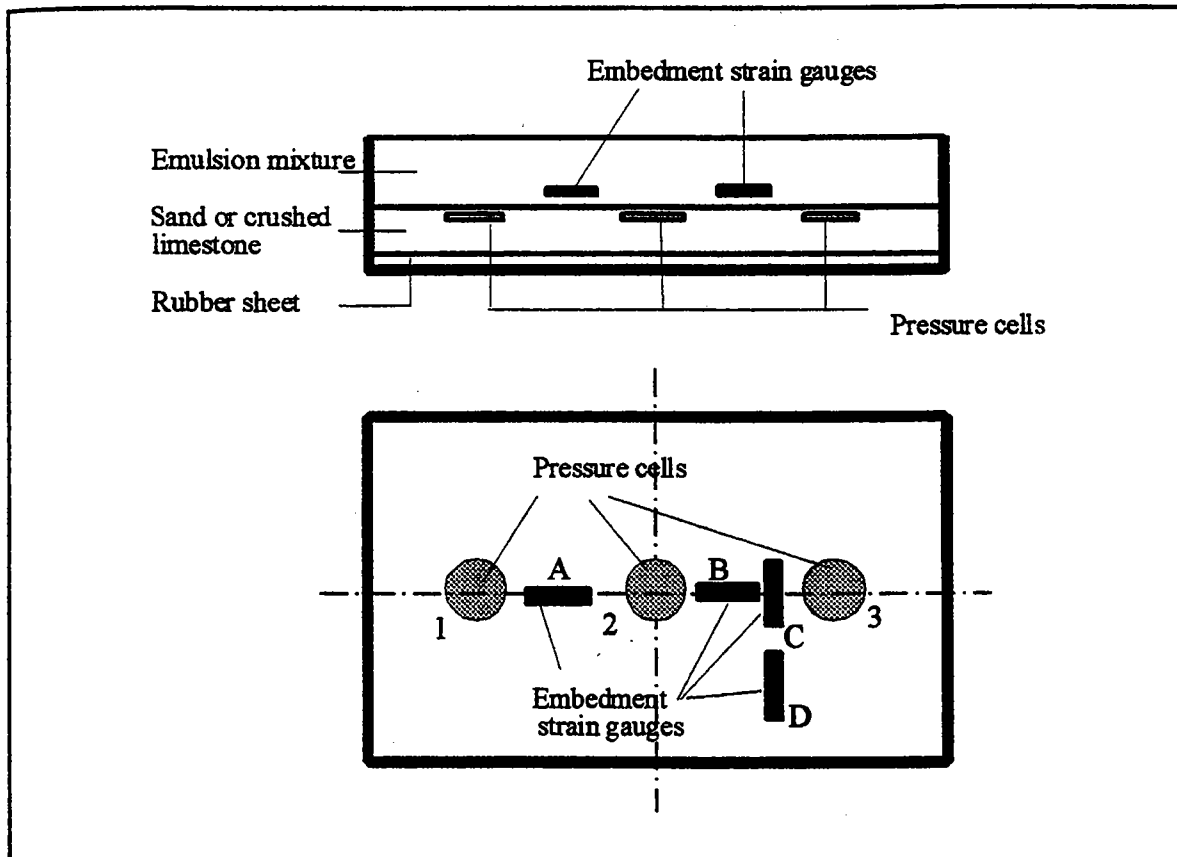 Embedment strain gauges
Emulsion mixture
Sand or crushed
limestone
Rubber sheet
Pressure cells
Pressure cells
A
B
1
2
3
C
Embedment
strain gauges
D